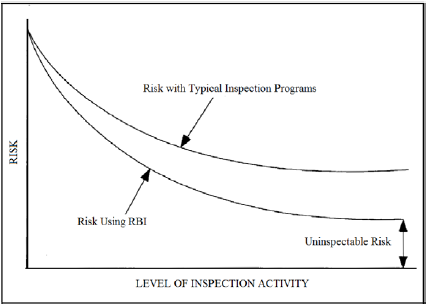 Risk with Typical Inspection Programs
RISK
Risk Using RBI
Uninspectable Risk
LEVEL OF INSPECTION ACTIVITY